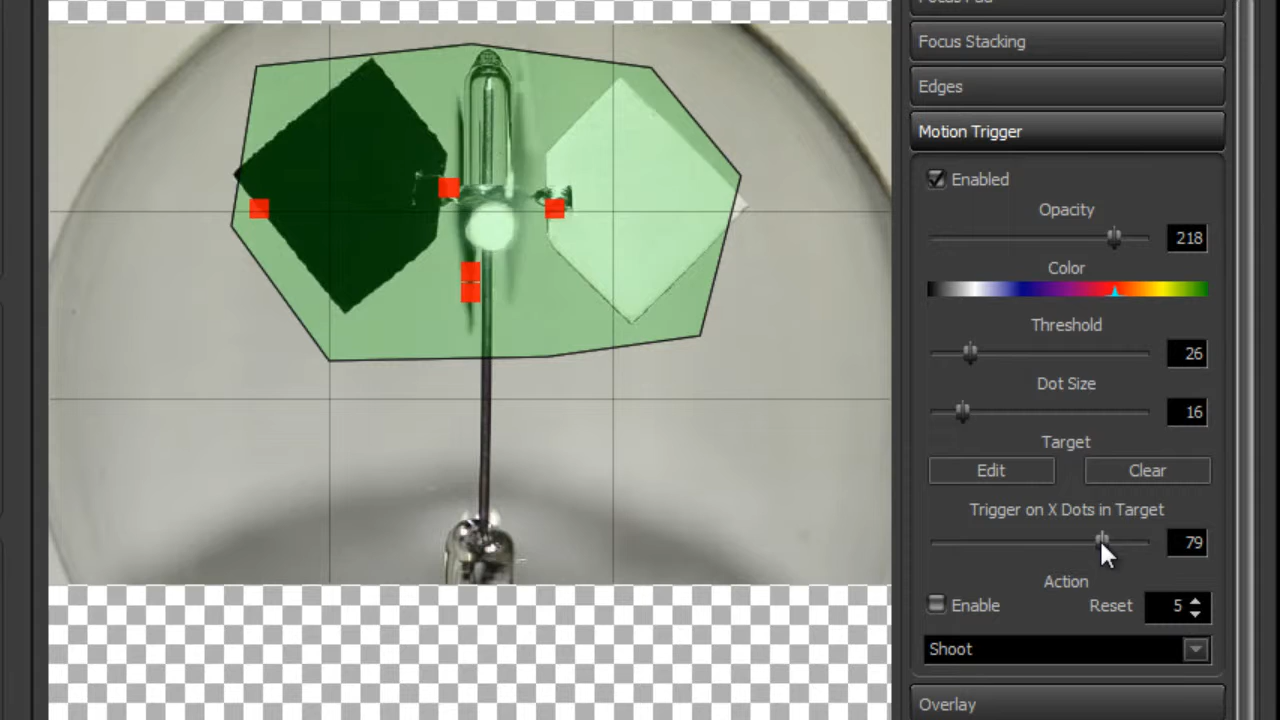 Focus Stacking
Edges
Motion Trigger
Enabled
Opacity
218
Color
Threshold
26
Dot Size
16
Target
Edit Clear
Trigger on X Dots in Target
79
Action
Enable Reset 5
Shoot
Overlay